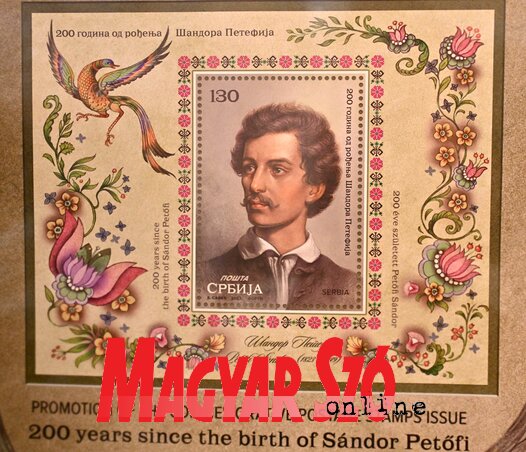 200 година од рођења Шандора Петефија
130
200 година од рођења Шандора Петефија
200 years since
the birth of Sándor Petőfi
200 éve született Petőfi Sándor
ПОШТА
СРБИЈА
SERBIA
Шандор
MAGYAR SZÓ
online
PROMOTION
ISSUE
200 years since the birth of Sándor Petőfi